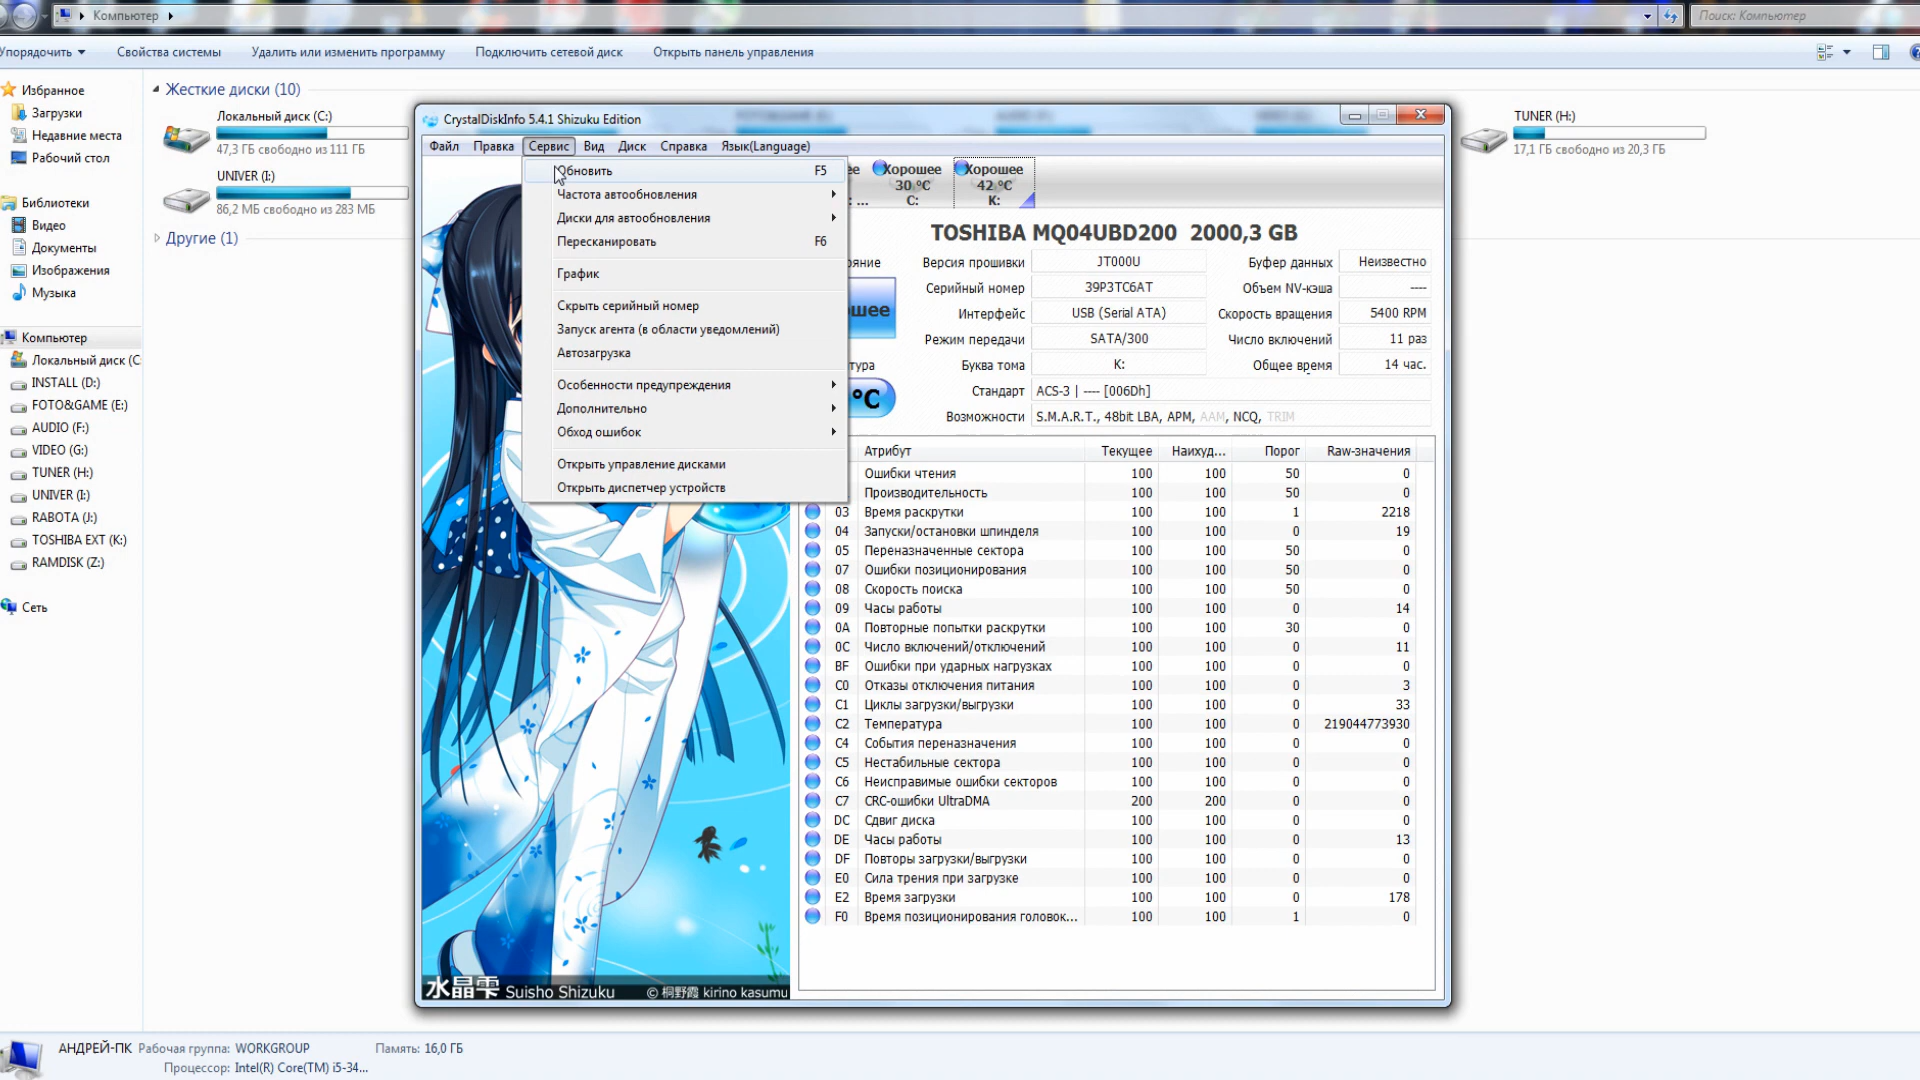 Компьютер
Поиск: Компьютер
Упорядочить
Свойства системы
Удалить или изменить программу
Подключить сетевой диск
Открыть панель управления
Избранное
Загрузки
Недавние места
Рабочий стол
Библиотеки
Видео
Документы
Изображения
Музыка
Компьютер
Локальный диск (C
INSTALL (D:)
FOTO&GAME (E:)
AUDIO (F:)
VIDEO (G:)
TUNER (H:)
UNIVER (I:)
RABOTA (J:)
TOSHIBA EXT (K:)
RAMDISK (Z:)
Сеть
Жесткие диски (10)
Локальный диск (C:)
47,3 ГБ свободно из 111 ГБ
UNIVER (I:)
86,2 МБ свободно из 283 МБ
Другие (1)
TUNER (H:)
17,1 ГБ свободно из 20,3 ГБ
CrystalDiskInfo 5.4.1 Shizuku Edition
Файл Правка Сервис Вид Диск Справка Язык(Language)
Обновить F5
Частота автообновления
Диски для автообновления
Пересканировать F6
График
Скрыть серийный номер
Запуск агента (в области уведомлений)
Автозагрузка
Особенности предупреждения
Дополнительно
Обход ошибок
Открыть управление дисками
Открыть диспетчер устройств
ее
: ...
Хорошее
30 °C
C:
Хорошее
42 °C
K:
TOSHIBA MQ04UBD200 2000,3 GB
ояние
шее
тура
°C
Версия прошивки JT000U Буфер данных Неизвестно
Серийный номер 39P3TC6AT Объем NV-кэша ----
Интерфейс USB (Serial ATA) Скорость вращения 5400 RPM
Режим передачи SATA/300 Число включений 11 раз
Буква тома K: Общее время 14 час.
Стандарт ACS-3 | ---- [006Dh]
Возможности S.M.A.R.T., 48bit LBA, APM, AAM, NCQ, TRIM
Атрибут Текущее Наихуд... Порог Raw-значения
Ошибки чтения 100 100 50 0
Производительность 100 100 50 0
03 Время раскрутки 100 100 1 2218
04 Запуски/остановки шпинделя 100 100 0 19
05 Переназначенные сектора 100 100 50 0
07 Ошибки позиционирования 100 100 50 0
08 Скорость поиска 100 100 50 0
09 Часы работы 100 100 0 14
0A Повторные попытки раскрутки 100 100 30 0
0C Число включений/отключений 100 100 0 11
BF Ошибки при ударных нагрузках 100 100 0 0
C0 Отказы отключения питания 100 100 0 3
C1 Циклы загрузки/выгрузки 100 100 0 33
C2 Температура 100 100 0 219044773930
C4 События переназначения 100 100 0 0
C5 Нестабильные сектора 100 100 0 0
C6 Неисправимые ошибки секторов 100 100 0 0
C7 CRC-ошибки UltraDMA 200 200 0 0
DC Сдвиг диска 100 100 0 0
DE Часы работы 100 100 0 13
DF Повторы загрузки/выгрузки 100 100 0 0
E0 Сила трения при загрузке 100 100 0 0
E2 Время загрузки 100 100 0 178
F0 Время позиционирования головок... 100 100 1 0
水晶雫 Suisho Shizuku © 桐野霞 kirino kasumu
АНДРЕЙ-ПК Рабочая группа: WORKGROUP Память: 16,0 ГБ
Процессор: Intel(R) Core(TM) i5-34...